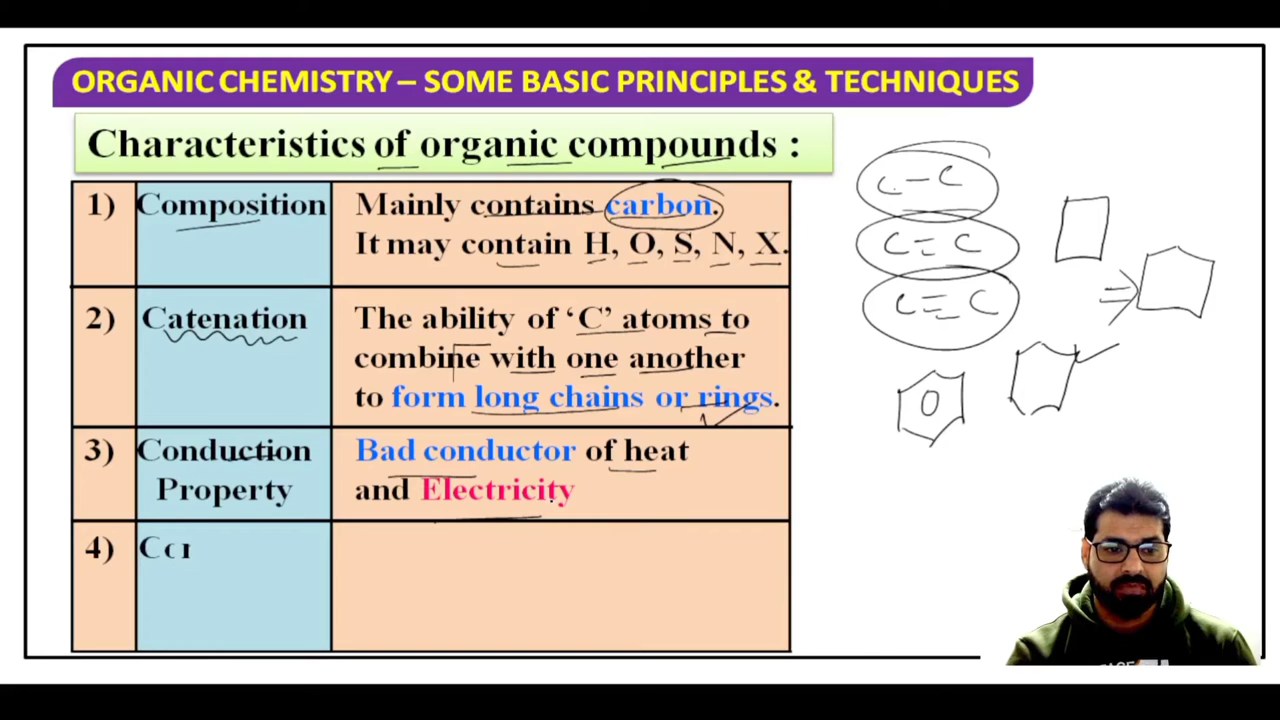 ORGANIC CHEMISTRY – SOME BASIC PRINCIPLES & TECHNIQUES
Characteristics of organic compounds :
1) Composition Mainly contains carbon.
It may contain H, O, S, N, X.
2) Catenation The ability of ‘C’ atoms to
combine with one another
to form long chains or rings.
3) Conduction Bad conductor of heat
Property and Electricity
4)
C – C
C = C
C ≡ C